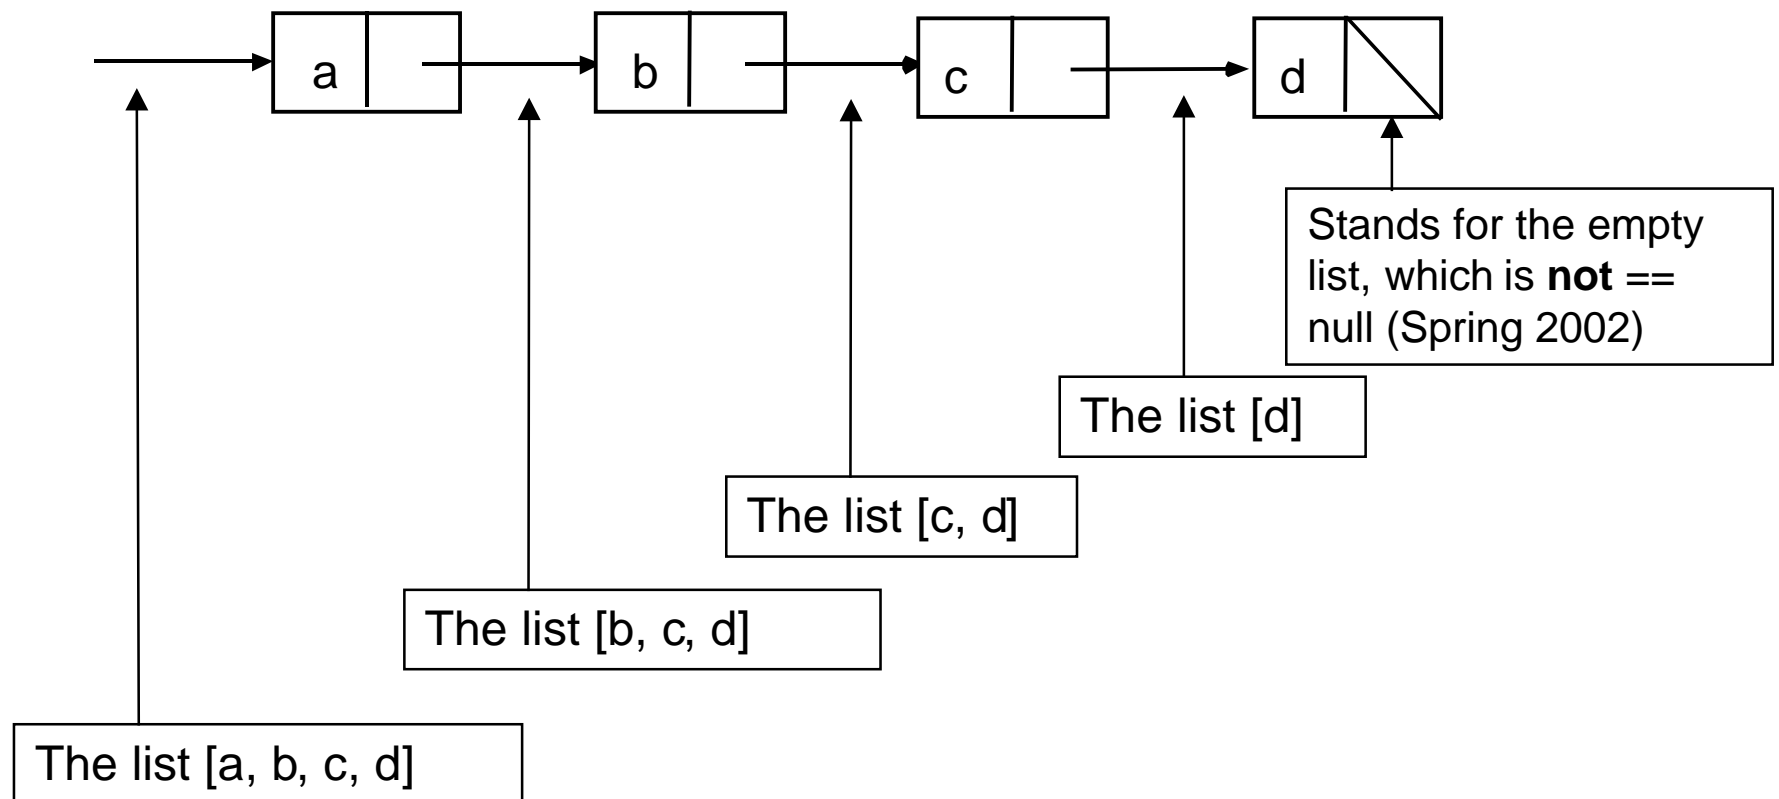 a
b
c
d
Stands for the empty
list, which is not ==
null (Spring 2002)
The list [d]
The list [c, d]
The list [b, c, d]
The list [a, b, c, d]